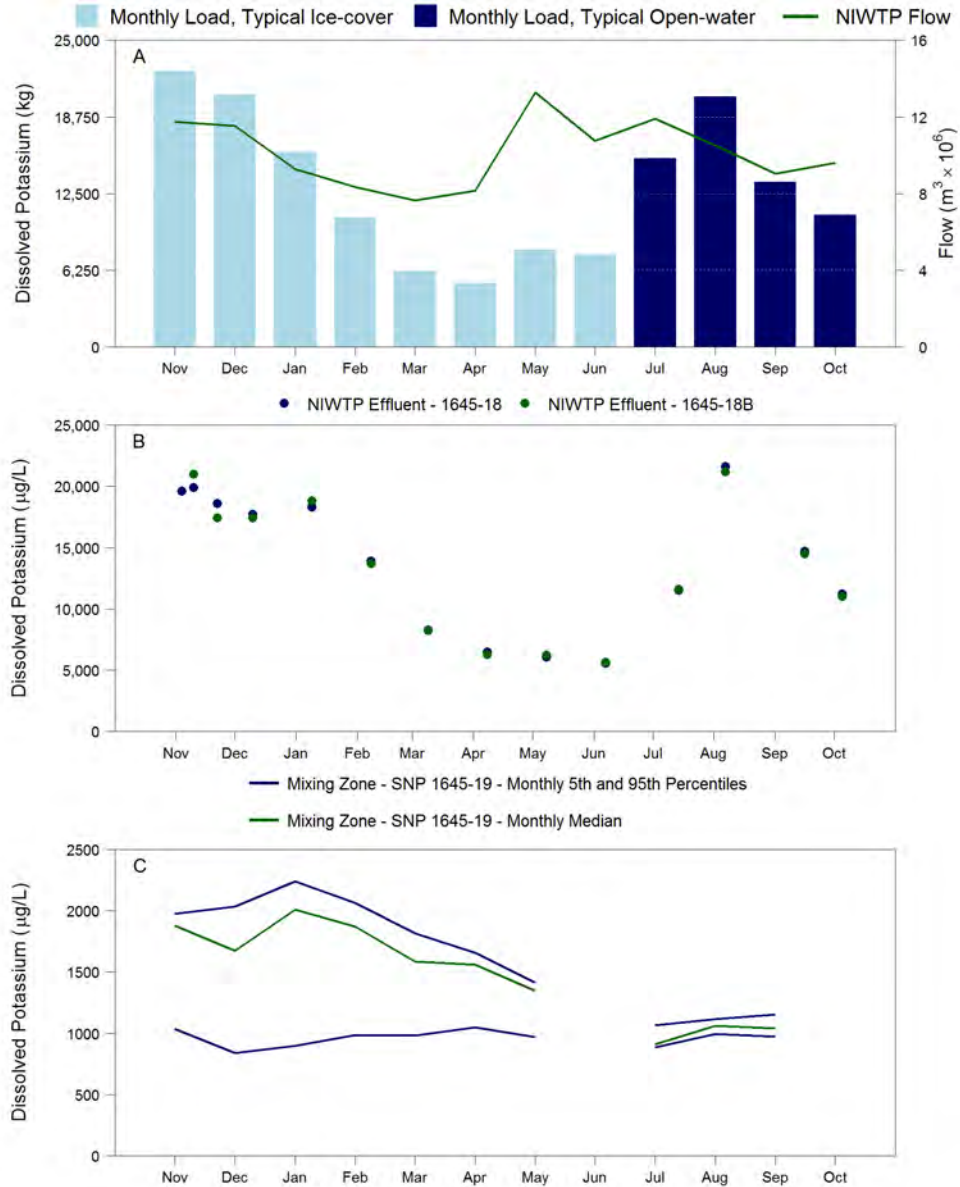 Monthly Load, Typical Ice-cover Monthly Load, Typical Open-water NIWTP Flow
A
25,000
18,750
12,500
6,250
0
Dissolved Potassium (kg)
16
12
8
4
0
Flow (m³ × 10⁶)
Nov Dec Jan Feb Mar Apr May Jun Jul Aug Sep Oct
NIWTP Effluent - 1645-18 NIWTP Effluent - 1645-18B
B
25,000
20,000
15,000
10,000
5,000
0
Dissolved Potassium (µg/L)
Nov Dec Jan Feb Mar Apr May Jun Jul Aug Sep Oct
Mixing Zone - SNP 1645-19 - Monthly 5th and 95th Percentiles
Mixing Zone - SNP 1645-19 - Monthly Median
C
2500
2000
1500
1000
500
0
Dissolved Potassium (µg/L)
Nov Dec Jan Feb Mar Apr May Jun Jul Aug Sep Oct